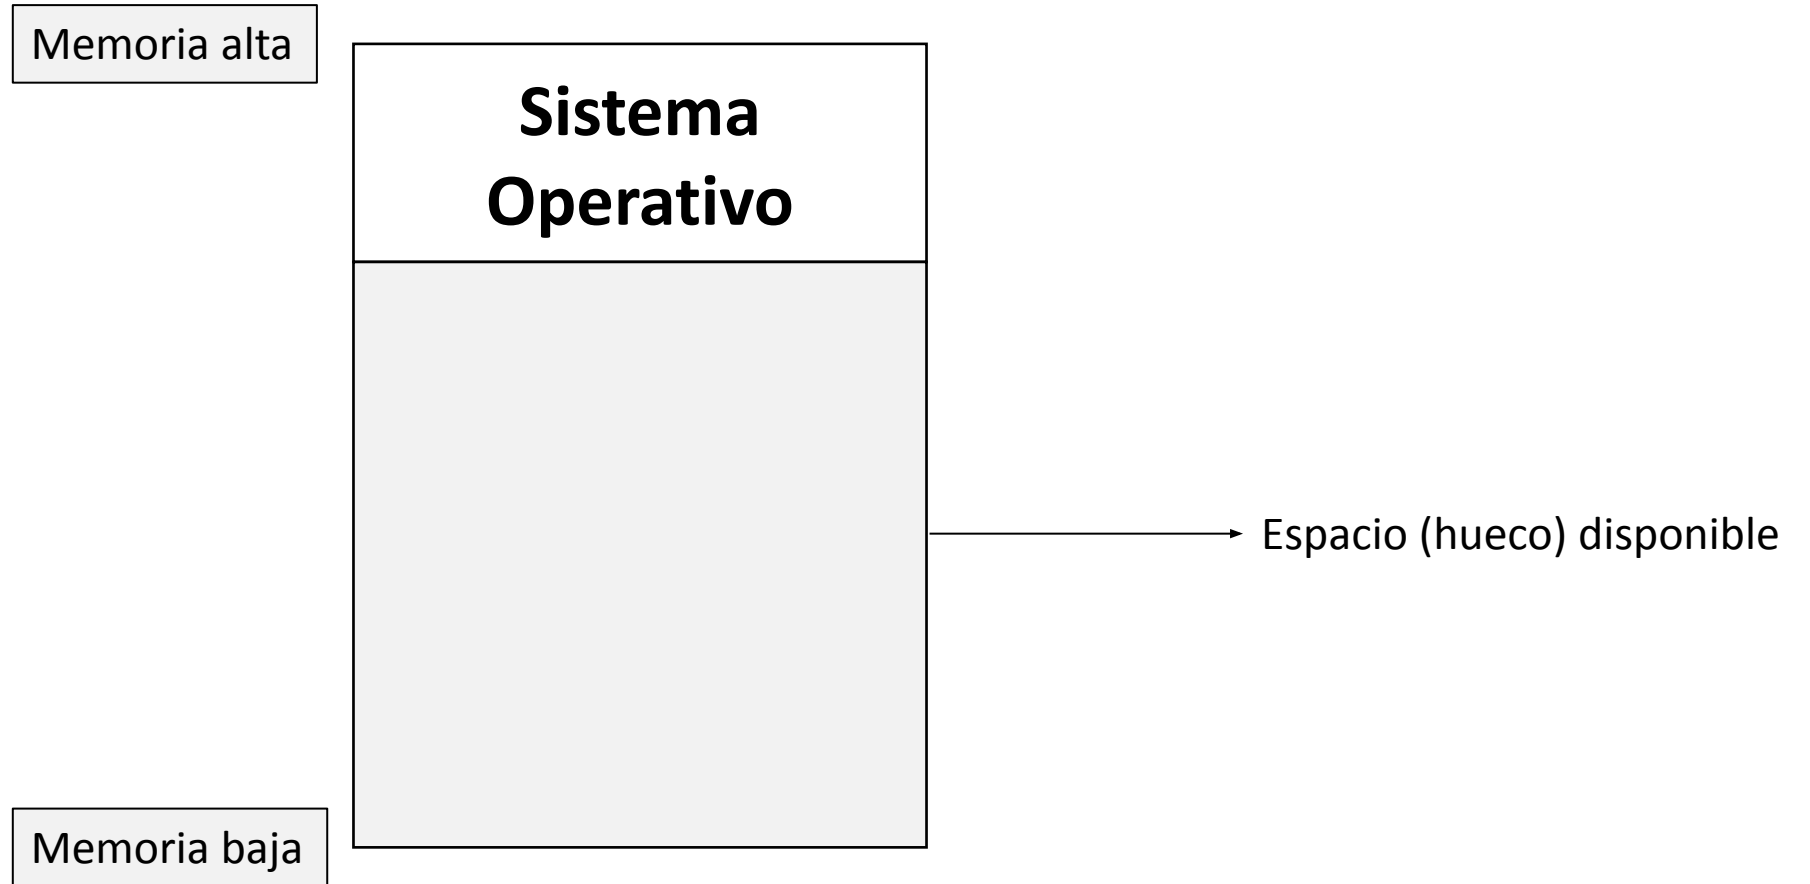 Memoria alta
Sistema
Operativo
Espacio (hueco) disponible
Memoria baja